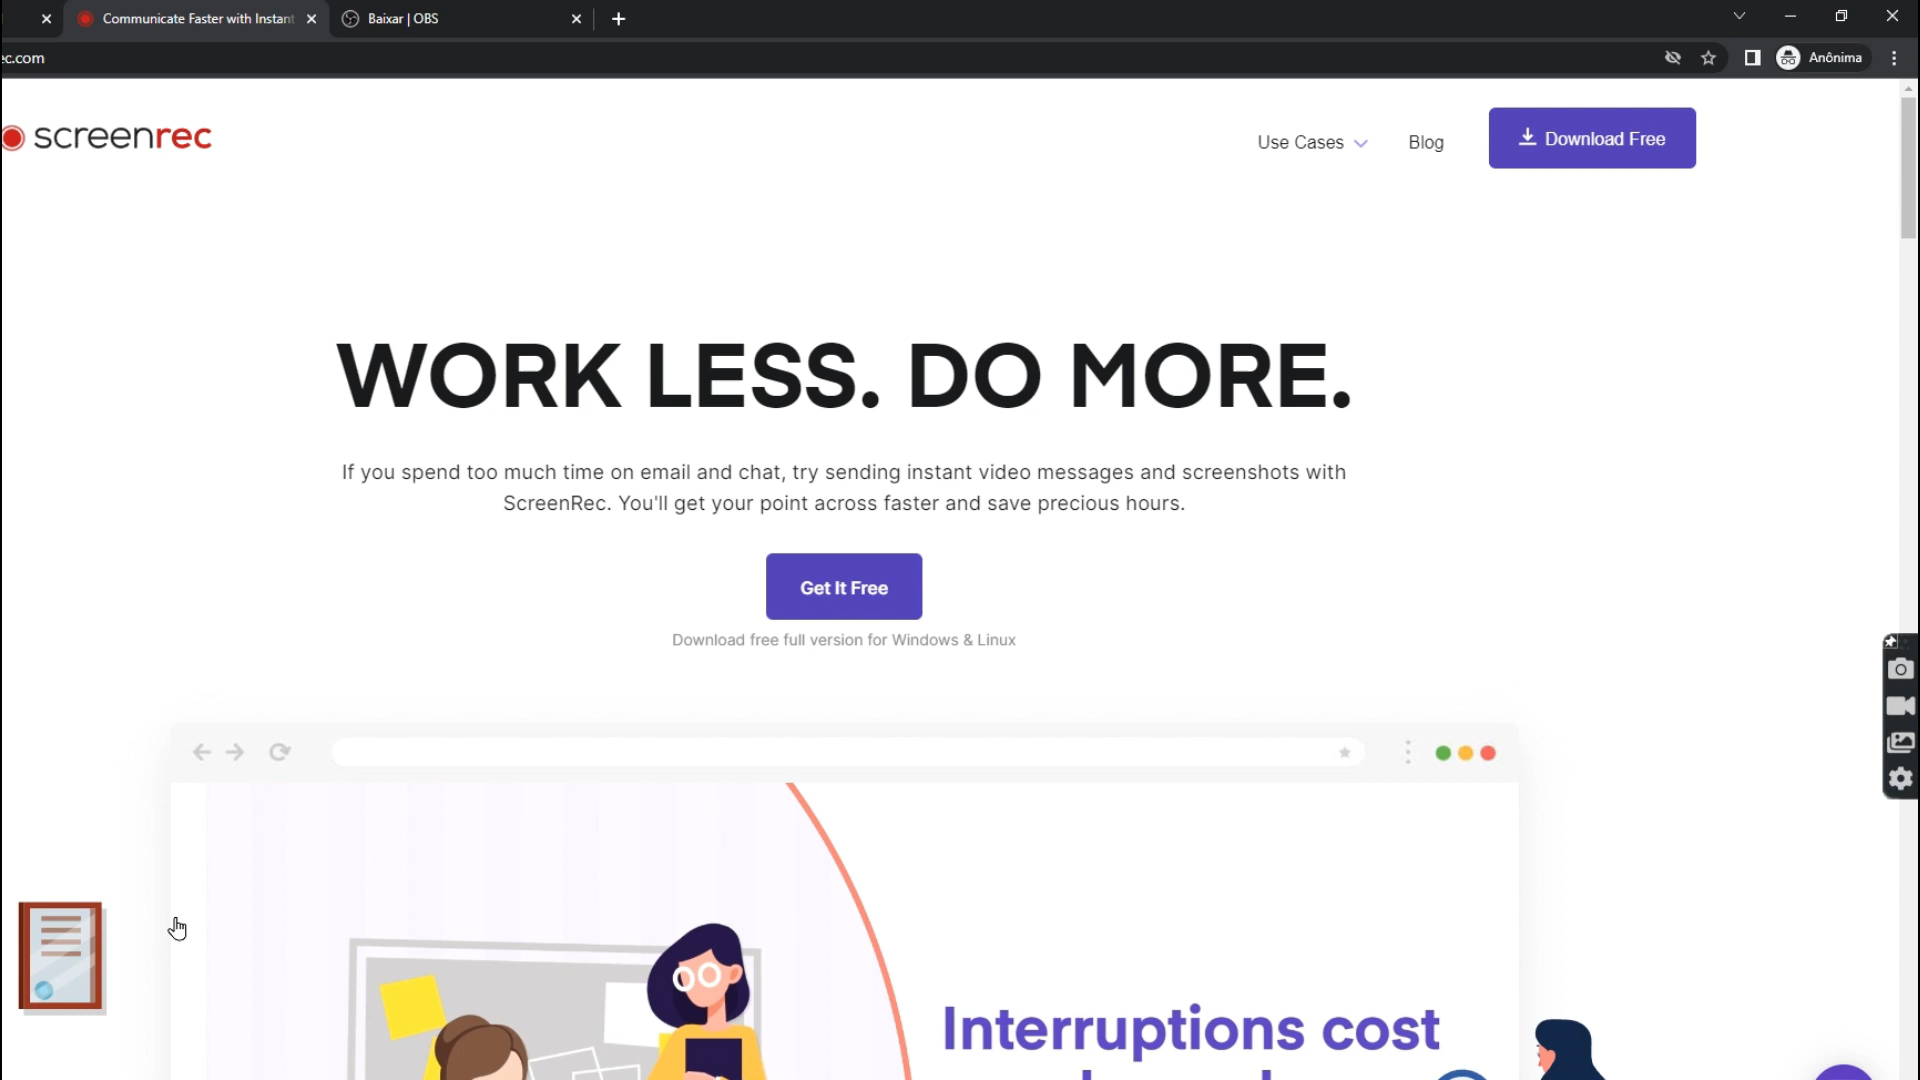 Communicate Faster with Instant
Baixar | OBS
ec.com
Anônima
screenrec
Use Cases
Blog
Download Free
WORK LESS. DO MORE.
If you spend too much time on email and chat, try sending instant video messages and screenshots with
ScreenRec. You'll get your point across faster and save precious hours.
Get It Free
Download free full version for Windows & Linux
Interruptions cost